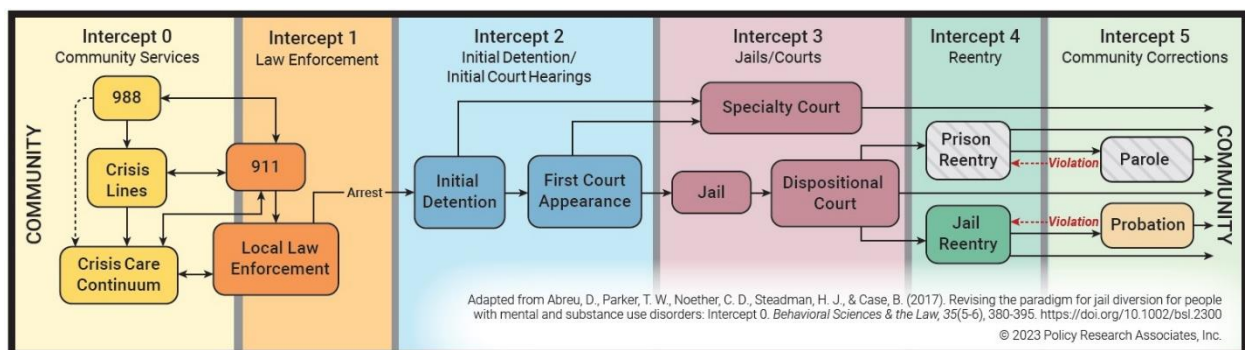 Intercept 0
Community Services
Intercept 1
Law Enforcement
Intercept 2
Initial Detention/
Initial Court Hearings
Intercept 3
Jails/Courts
Intercept 4
Reentry
Intercept 5
Community Corrections
COMMUNITY
988
Crisis
Lines
Crisis Care
Continuum
911
Local Law
Enforcement
Arrest
Initial
Detention
First Court
Appearance
Specialty Court
Jail
Dispositional
Court
Prison
Reentry
Violation
Parole
Jail
Reentry
Violation
Probation
COMMUNITY
Adapted from Abreu, D., Parker, T. W., Noether, C. D., Steadman, H. J., & Case, B. (2017). Revising the paradigm for jail diversion for people
with mental and substance use disorders: Intercept 0. Behavioral Sciences & the Law, 35(5-6), 380-395. https://doi.org/10.1002/bsl.2300
© 2023 Policy Research Associates, Inc.